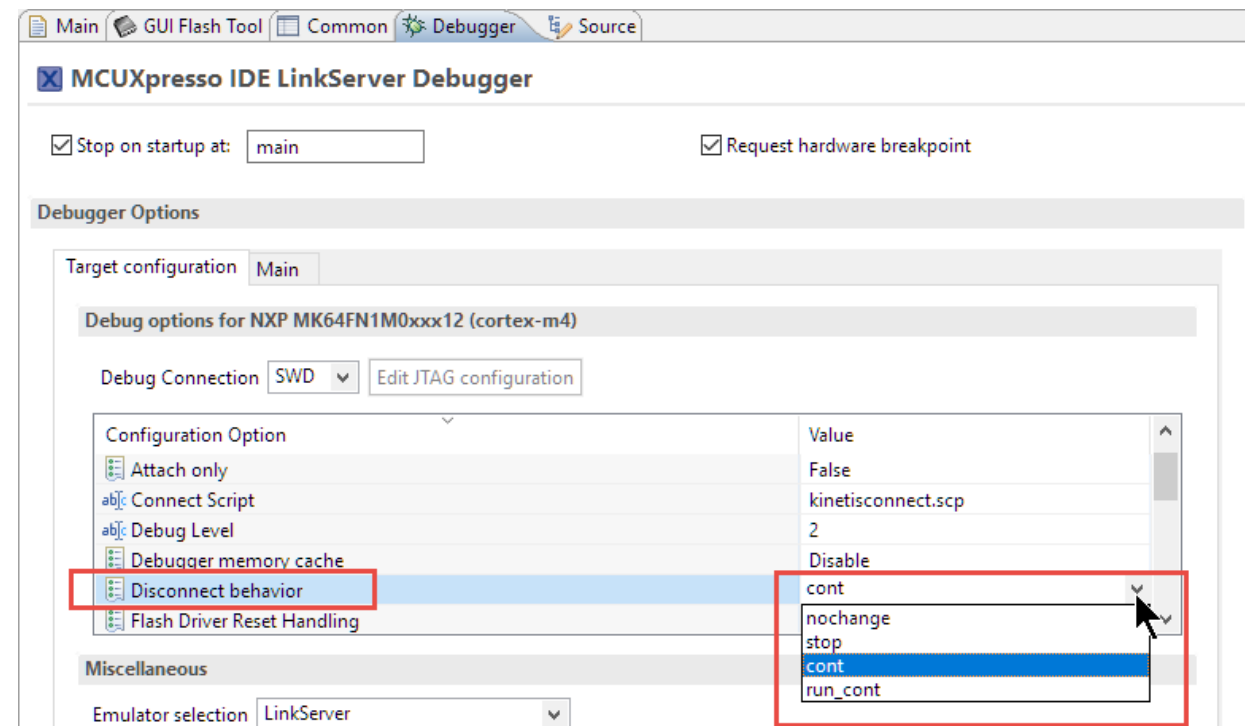 Main GUI Flash Tool Common Debugger Source
MCUXpresso IDE LinkServer Debugger
Stop on startup at: main Request hardware breakpoint
Debugger Options
Target configuration Main
Debug options for NXP MK64FN1M0xxx12 (cortex-m4)
Debug Connection SWD Edit JTAG configuration
Configuration Option Value
Attach only False
Connect Script kinetisconnect.scp
Debug Level 2
Debugger memory cache Disable
Disconnect behavior cont
Flash Driver Reset Handling nochange
stop
Miscellaneous cont
run_cont
Emulator selection LinkServer